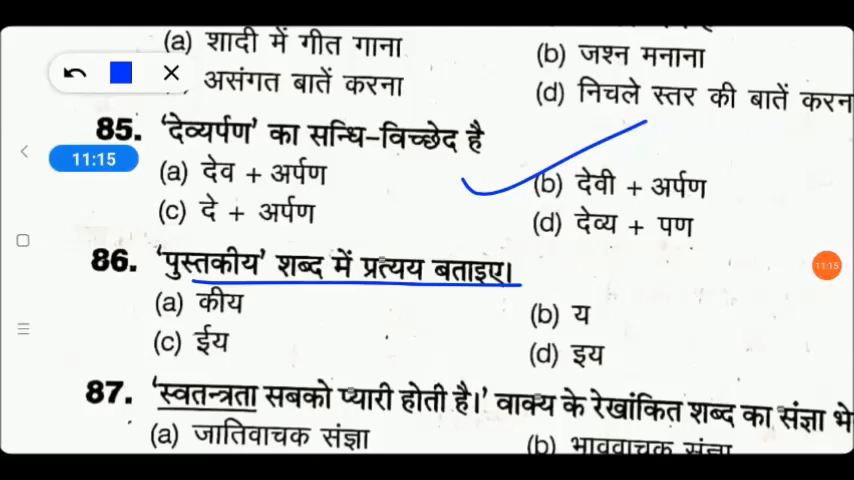 (a) शादी में गीत गाना
(b) जश्न मनाना
असंगत बातें करना
(d) निचले स्तर की बातें करन
85. 'देव्यर्पण' का सन्धि-विच्छेद है
11:15
(a) देव + अर्पण
(b) देवी + अर्पण
(c) दे + अर्पण
(d) देव्य + पण
86. 'पुस्तकीय' शब्द में प्रत्यय बताइए।
11:15
(a) कीय
(b) य
(c) ईय
(d) इय
87. 'स्वतन्त्रता सबको प्यारी होती है।' वाक्य के रेखांकित शब्द का संज्ञा भे
(a) जातिवाचक संज्ञा
(b) भाववाचक संज्ञा